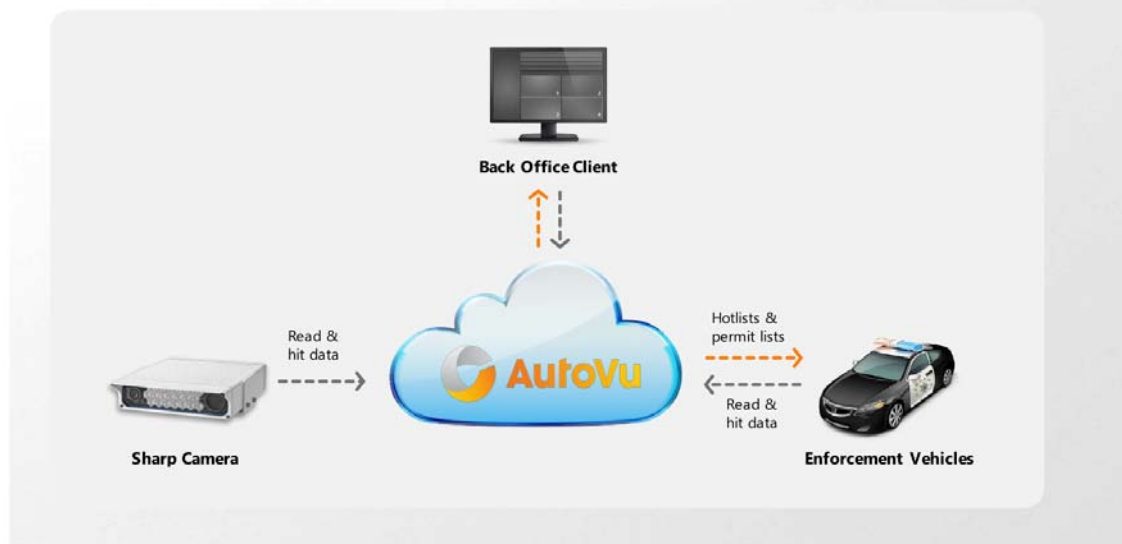 Back Office Client
Read &
hit data
AutoVu
Hotlists &
permit lists
Read &
hit data
Sharp Camera
Enforcement Vehicles